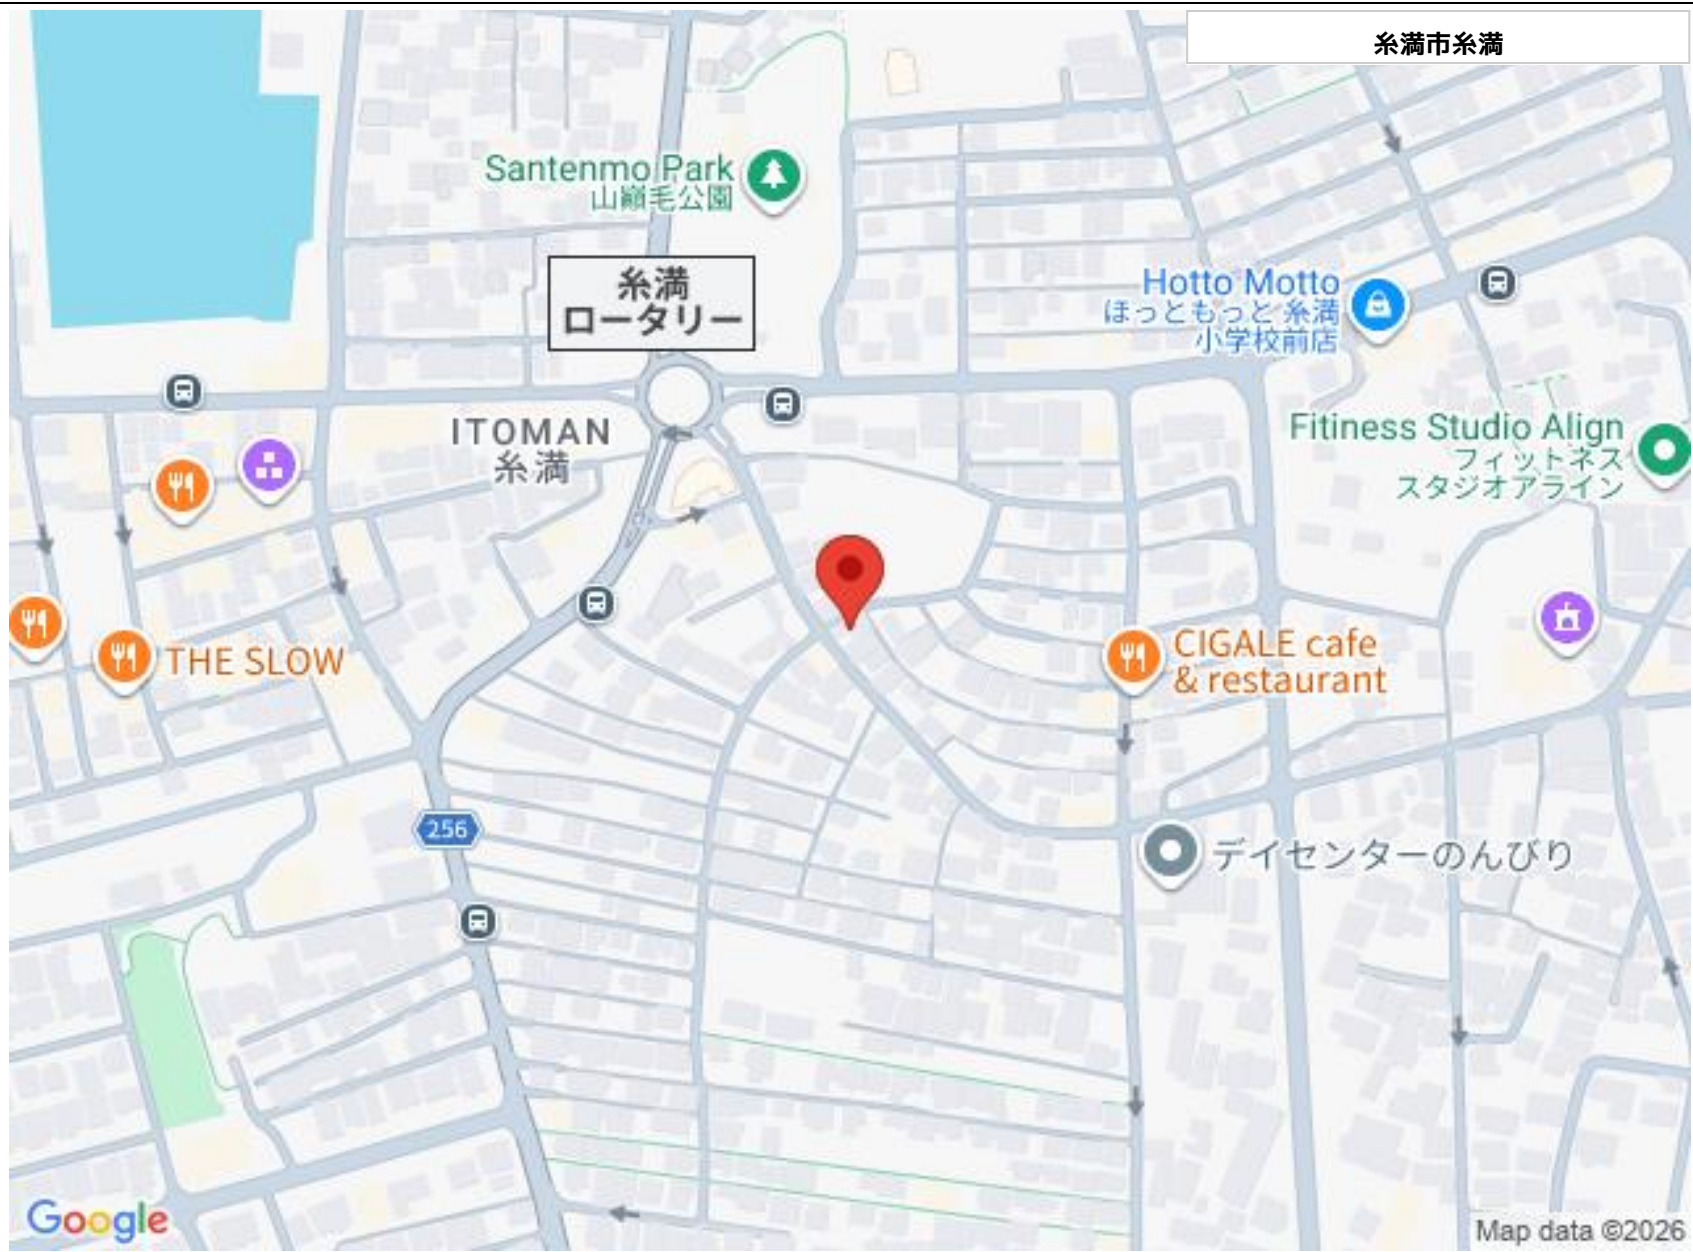 糸満市糸満
Santenmo Park
山巓毛公園
糸満
ロータリー
Hotto Motto
ほっともっと 糸満
小学校前店
ITOMAN
糸満
Fitiness Studio Align
フィットネス
スタジオアライン
THE SLOW
CIGALE cafe
& restaurant
256
デイセンターのんびり
Google
Map data ©2026